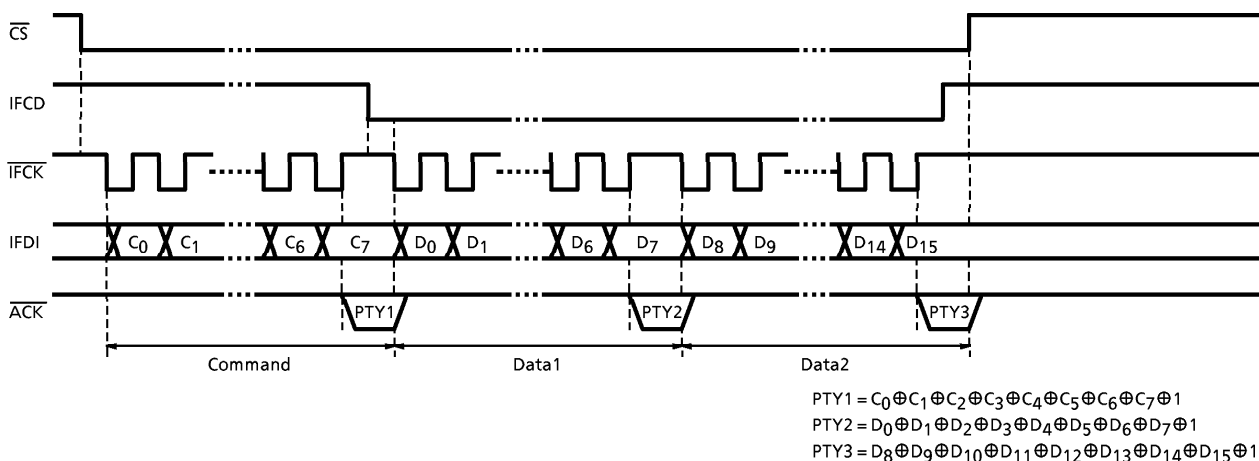 CS
IFCD
IFCK
IFDI C0 C1 C6 C7 D0 D1 D6 D7 D8 D9 D14 D15
ACK PTY1 PTY2 PTY3
Command Data1 Data2
PTY1 = C0⊕C1⊕C2⊕C3⊕C4⊕C5⊕C6⊕C7⊕1
PTY2 = D0⊕D1⊕D2⊕D3⊕D4⊕D5⊕D6⊕D7⊕1
PTY3 = D8⊕D9⊕D10⊕D11⊕D12⊕D13⊕D14⊕D15⊕1